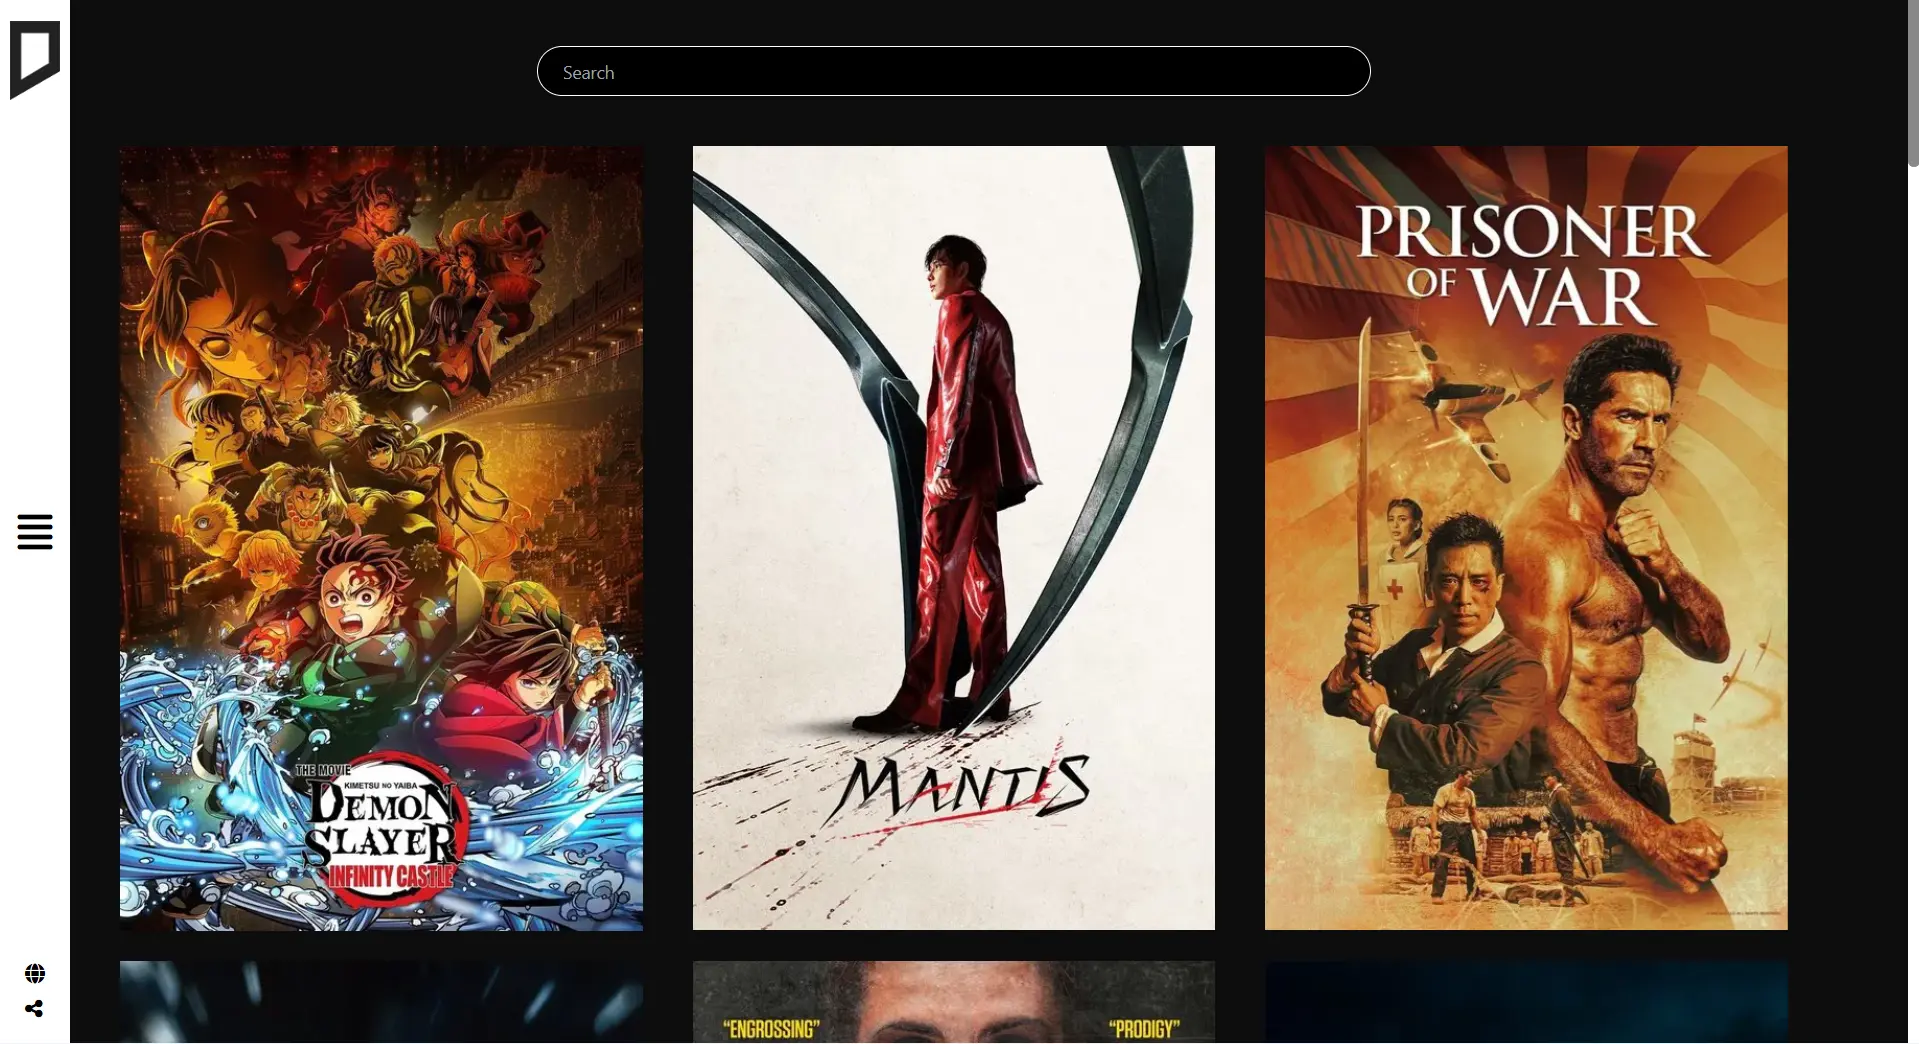 Search
THE MOVIE
KIMETSU NO YAIBA
DEMON
SLAYER
INFINITY CASTLE
MANTIS
PRISONER
OF WAR
“ENGROSSING”
“PRODIGY”